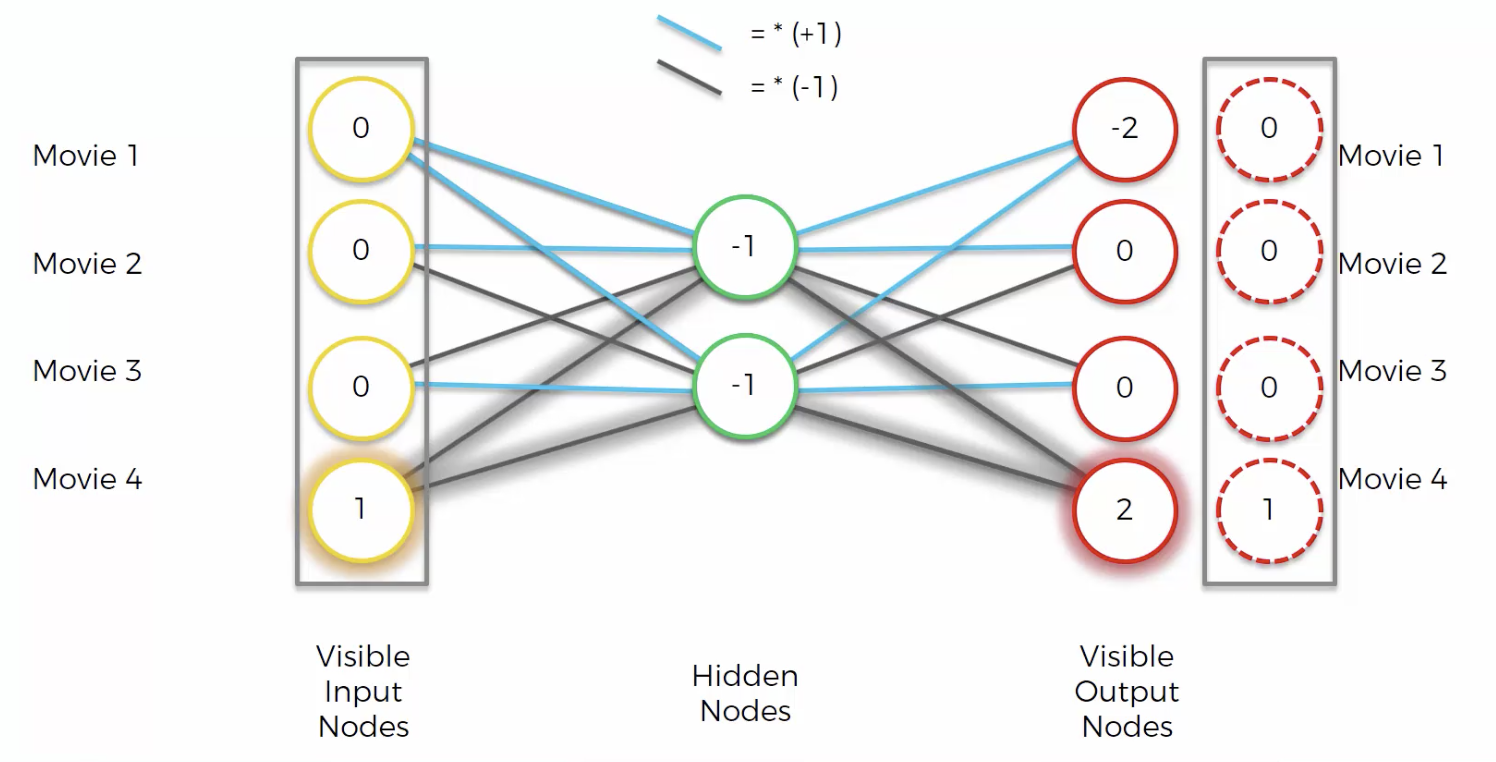 = * (+1)
= * (-1)
Movie 1
0
-2
0
Movie 1
Movie 2
0
-1
0
0
Movie 2
Movie 3
0
-1
0
0
Movie 3
Movie 4
1
2
1
Movie 4
Visible
Input
Nodes
Hidden
Nodes
Visible
Output
Nodes